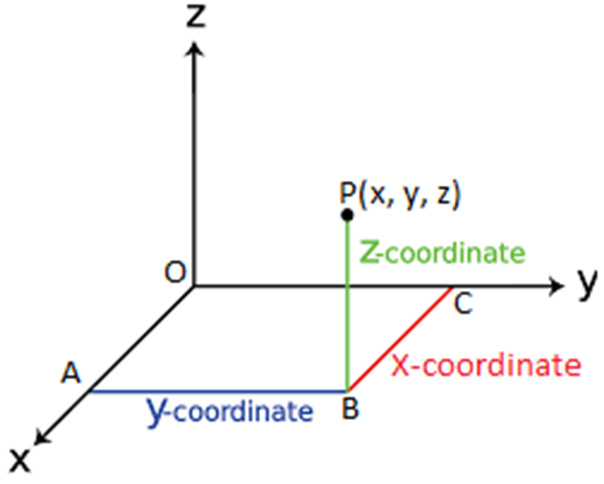 z
P(x, y, z)
z-coordinate
O
y
C
A
x-coordinate
y-coordinate
B
x